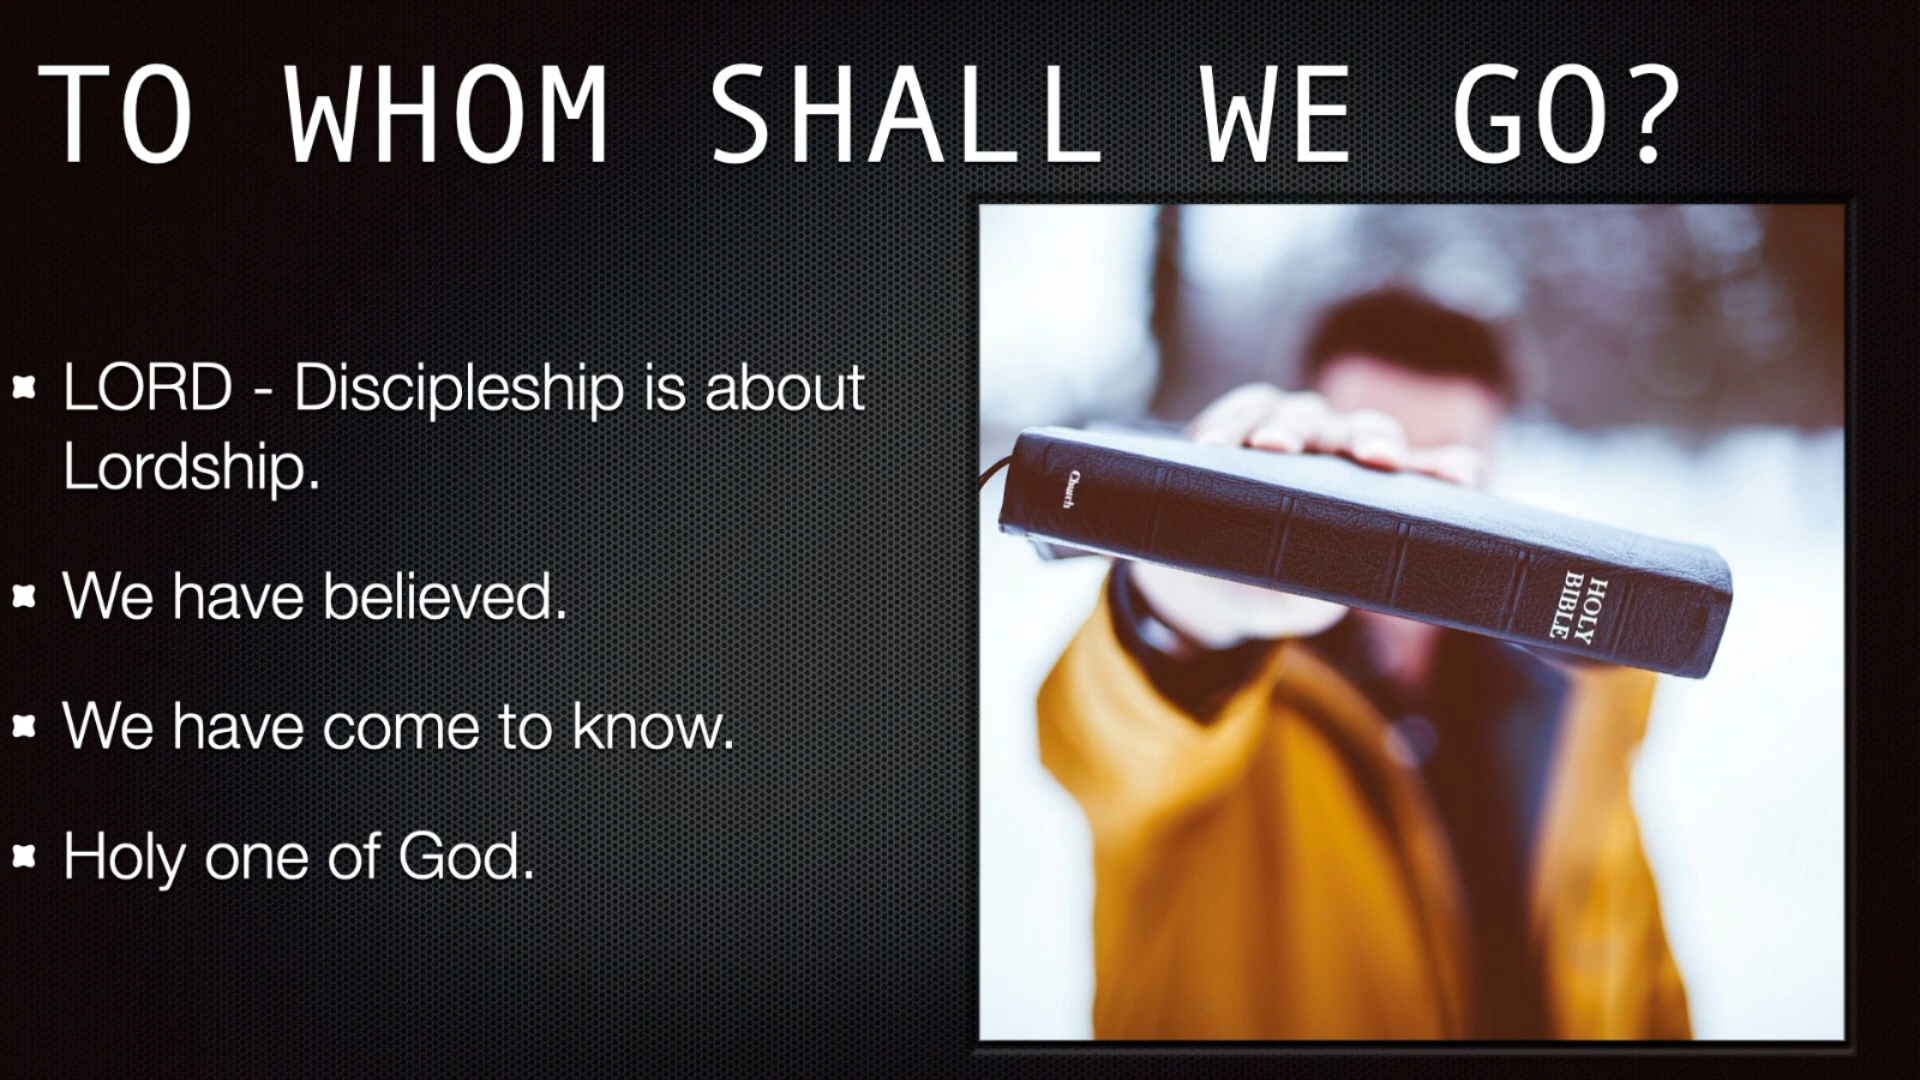 TO WHOM SHALL WE GO?
LORD - Discipleship is about
Lordship.
We have believed.
We have come to know.
Holy one of God.
Church
HOLY
BIBLE